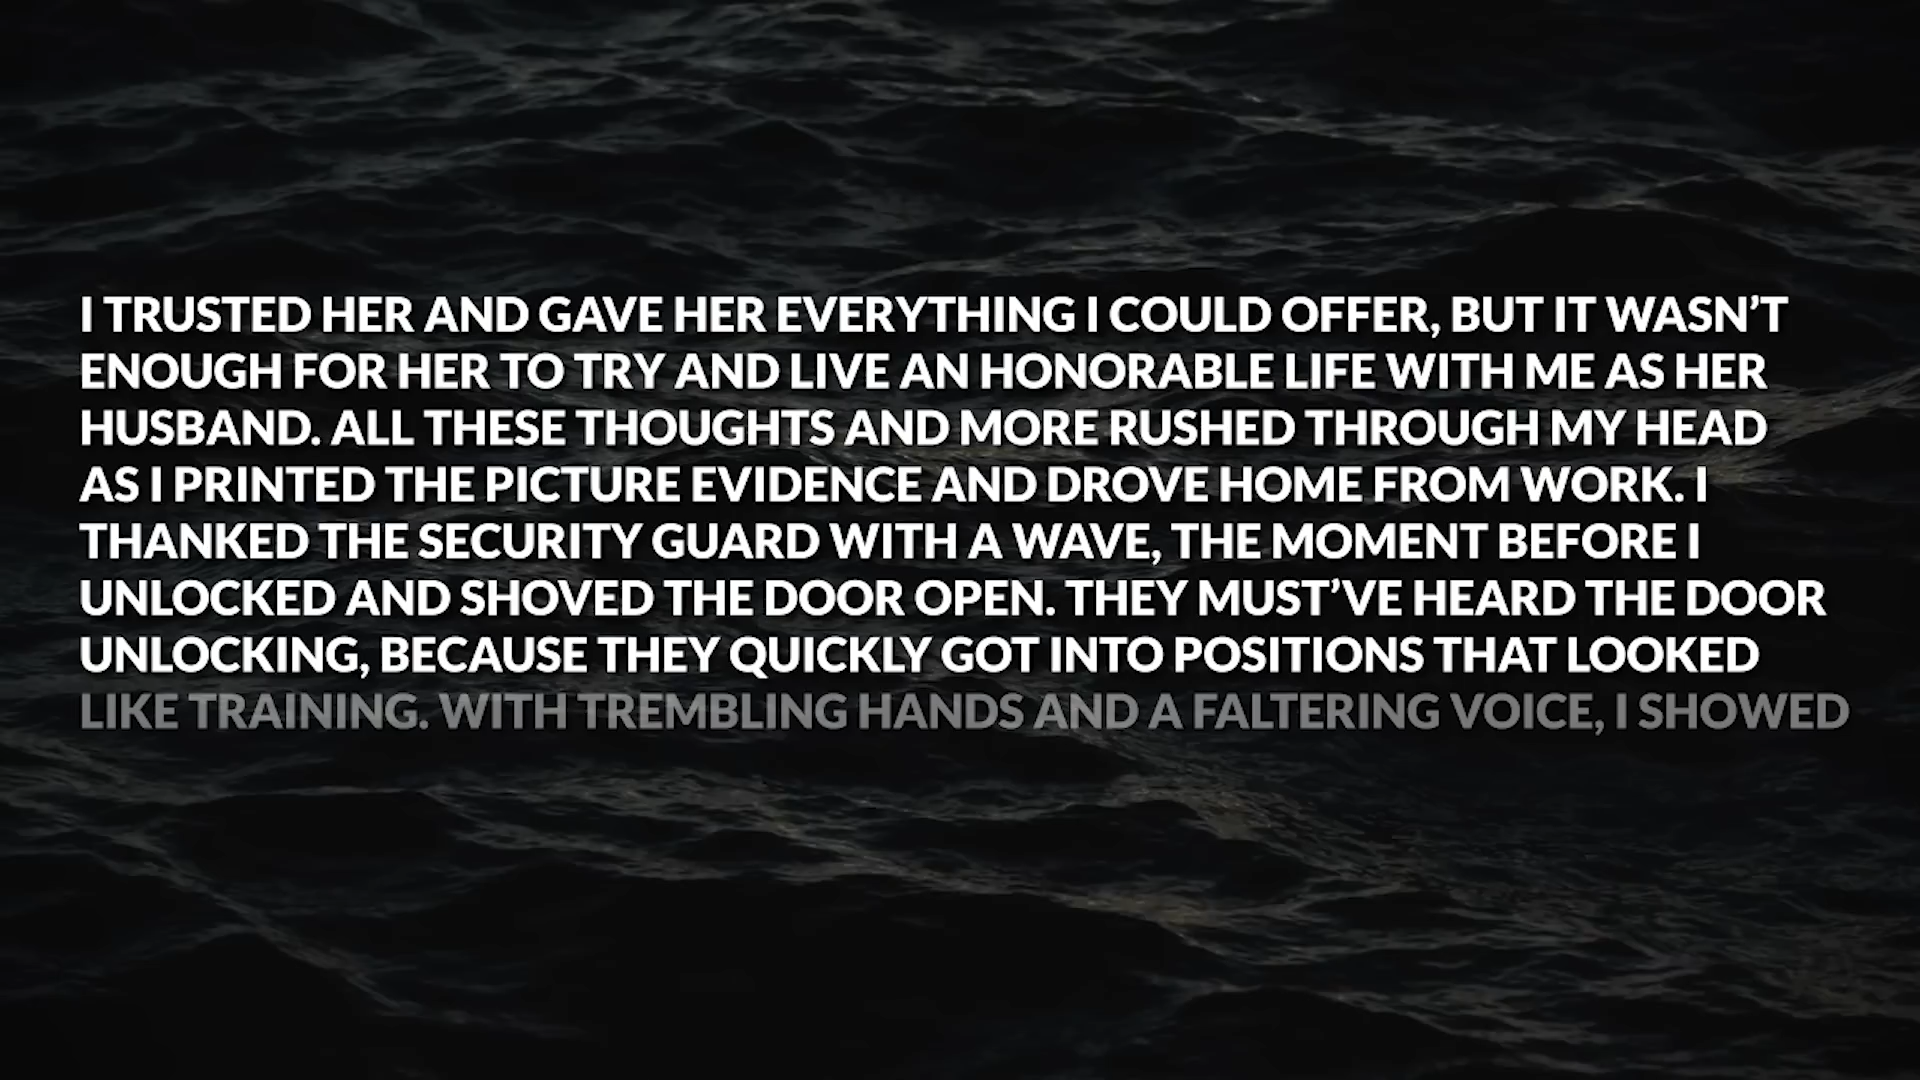 I TRUSTED HER AND GAVE HER EVERYTHING I COULD OFFER, BUT IT WASN’T
ENOUGH FOR HER TO TRY AND LIVE AN HONORABLE LIFE WITH ME AS HER
HUSBAND. ALL THESE THOUGHTS AND MORE RUSHED THROUGH MY HEAD
AS I PRINTED THE PICTURE EVIDENCE AND DROVE HOME FROM WORK. I
THANKED THE SECURITY GUARD WITH A WAVE, THE MOMENT BEFORE I
UNLOCKED AND SHOVED THE DOOR OPEN. THEY MUST’VE HEARD THE DOOR
UNLOCKING, BECAUSE THEY QUICKLY GOT INTO POSITIONS THAT LOOKED
LIKE TRAINING. WITH TREMBLING HANDS AND A FALTERING VOICE, I SHOWED